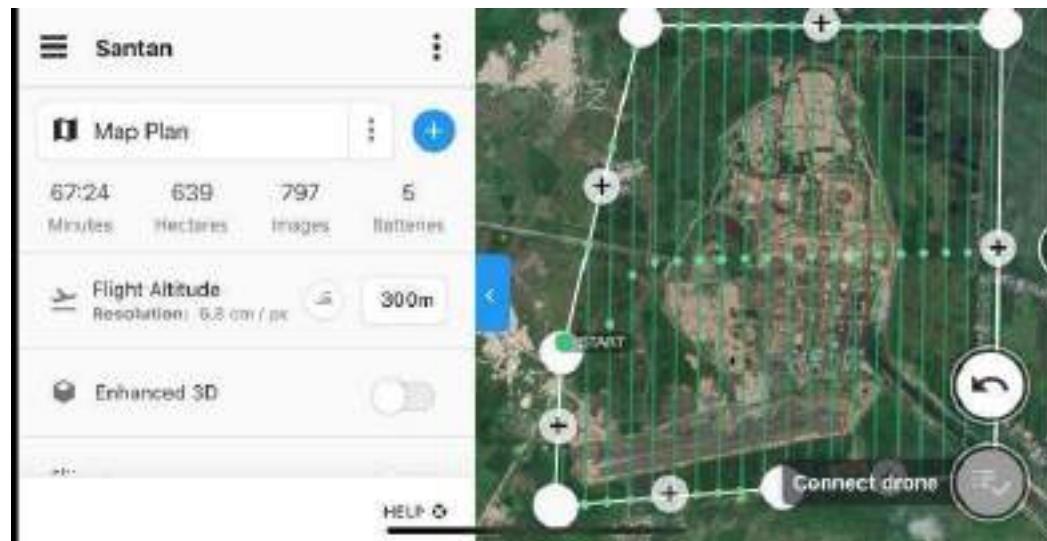 Santan
Map Plan
67:24 639 797 5
Minutes Hectares Images Batteries
Flight Altitude
Resolution: 6.8 cm / px
300m
START
Enhanced 3D
Connect drone
HELP